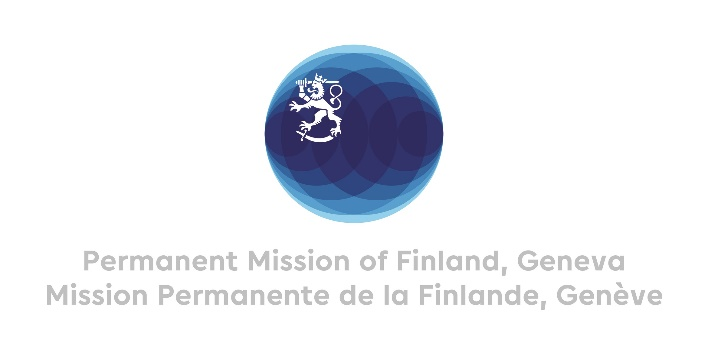 Permanent Mission of Finland, Geneva
Mission Permanente de la Finlande, Genève